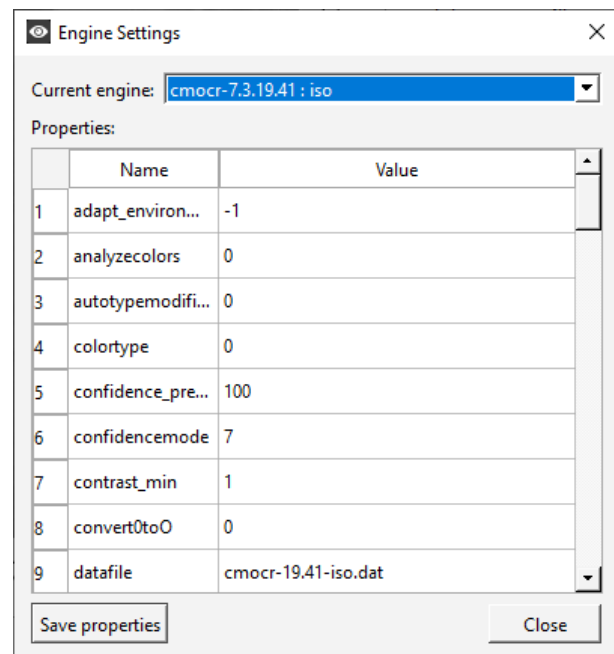 Engine Settings
Current engine: cmocr-7.3.19.41 : iso
Properties:
Name Value
1 adapt_environ... -1
2 analyzecolors 0
3 autotypemodifi... 0
4 colortype 0
5 confidence_pre... 100
6 confidencemode 7
7 contrast_min 1
8 convert0toO 0
9 datafile cmocr-19.41-iso.dat
Save properties Close